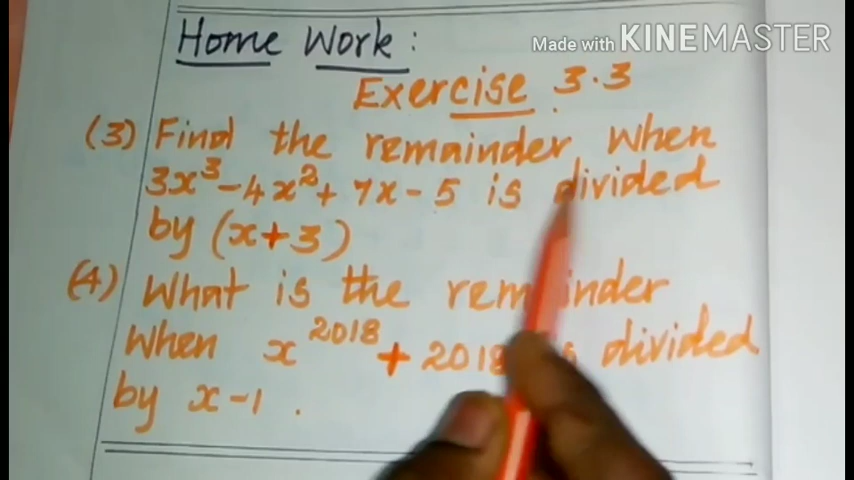 Home Work:
Made with KINEMASTER
Exercise 3.3
(3) Find the remainder when
3x³-4x²+7x-5 is divided
by (x+3)
(4) What is the remainder
when x²⁰¹⁸+2018 divided
by x-1.